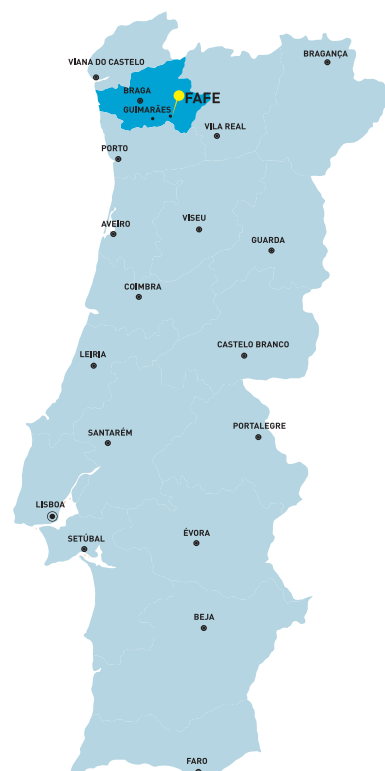 BRAGANÇA
VIANA DO CASTELO
BRAGA
FAFE
GUIMARÃES
VILA REAL
PORTO
VISEU
AVEIRO
GUARDA
COIMBRA
CASTELO BRANCO
LEIRIA
PORTALEGRE
SANTARÉM
LISBOA
ÉVORA
SETÚBAL
BEJA
FARO